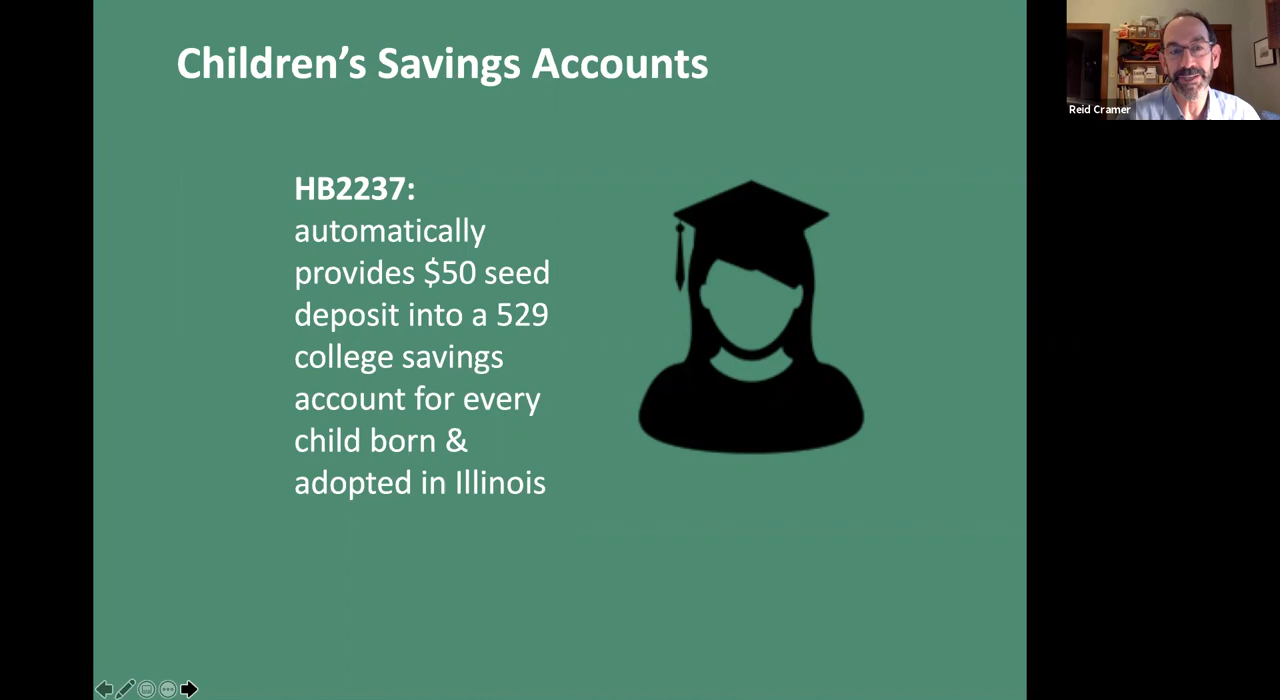 Children’s Savings Accounts
HB2237:
automatically
provides $50 seed
deposit into a 529
college savings
account for every
child born &
adopted in Illinois
Reid Cramer